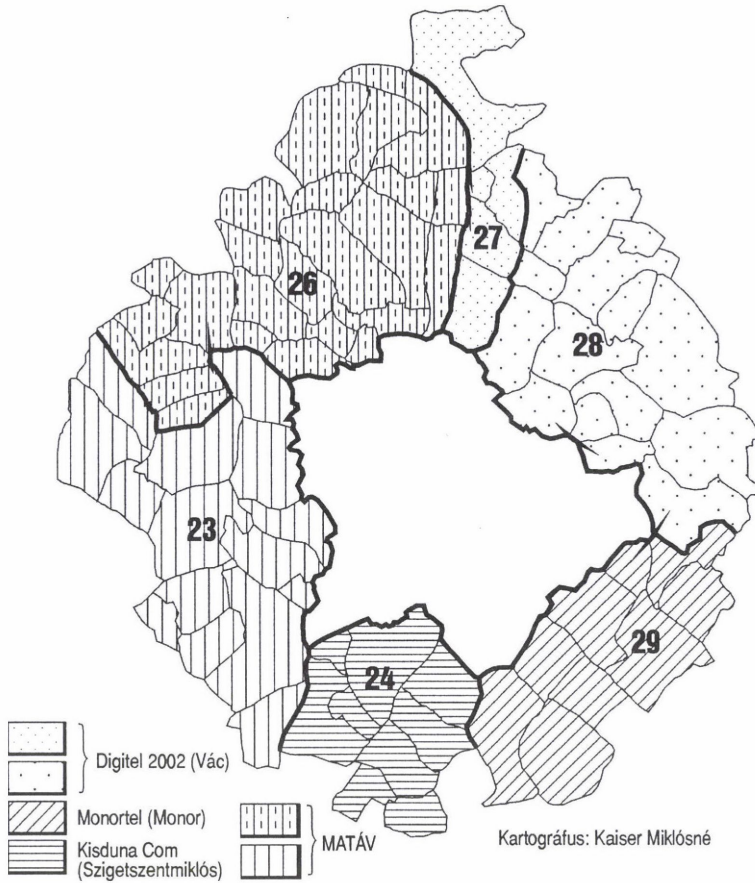 27
26
28
23
29
24
Digitel 2002 (Vác)
Monortel (Monor)
Kisduna Com
(Szigetszentmiklós)
MATÁV
Kartográfus: Kaiser Miklósné